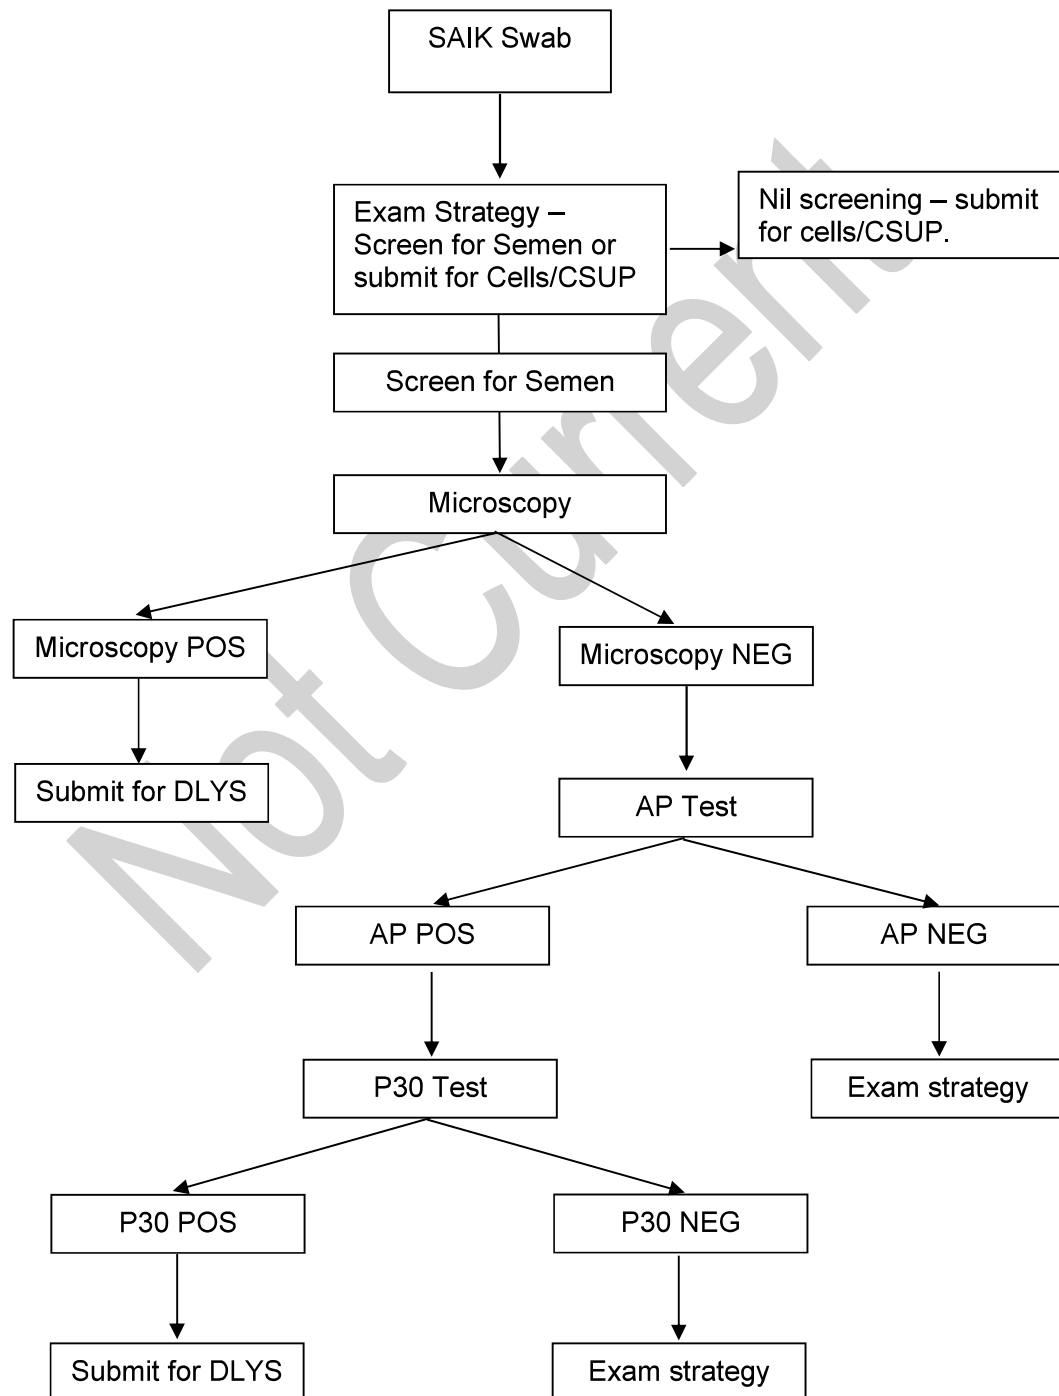 SAIK Swab
Exam Strategy –
Screen for Semen or
submit for Cells/CSUP
Nil screening – submit
for cells/CSUP.
Screen for Semen
Microscopy
Microscopy POS
Microscopy NEG
Submit for DLYS
AP Test
AP POS
AP NEG
P30 Test
Exam strategy
P30 POS
P30 NEG
Submit for DLYS
Exam strategy
Not Current